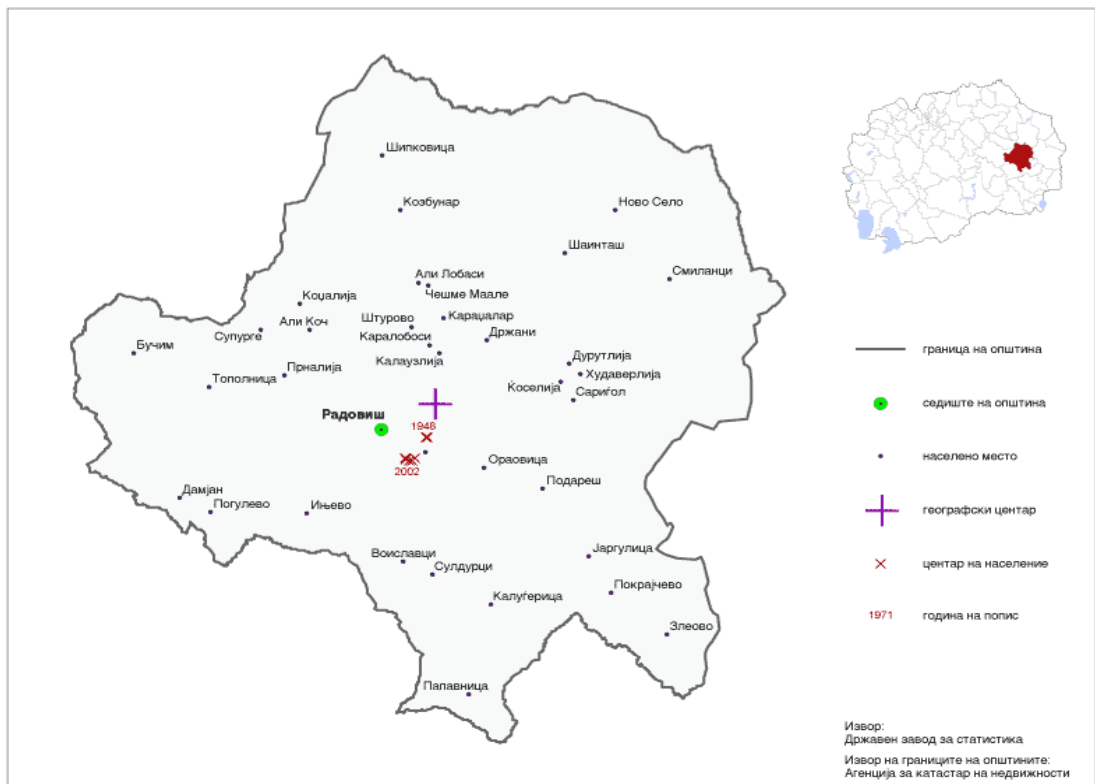 Шипковица
Козбунар
Ново Село
Шаинташ
Смиланци
Али Лобаси
Чешме Маале
Коџалија
Караџалар
Штурово
Али Коч
Супурге
Држани
Каралобоси
Бучим
Калаузлија
Дурутлија
Прналија
Худаверлија
Тополница
Ќоселија
Сариѓол
Радовиш
1948
2002
Ораовица
Подареш
Дамјан
Погулево
Ињево
Воиславци
Јаргулица
Сулдурци
Покрајчево
Калуѓерица
Злеово
Папавница
граница на општина
седиште на општина
населено место
географски центар
центар на население
1971
година на попис
Извор:
Државен завод за статистика
Извор на границите на општините:
Агенција за катастар на недвижности